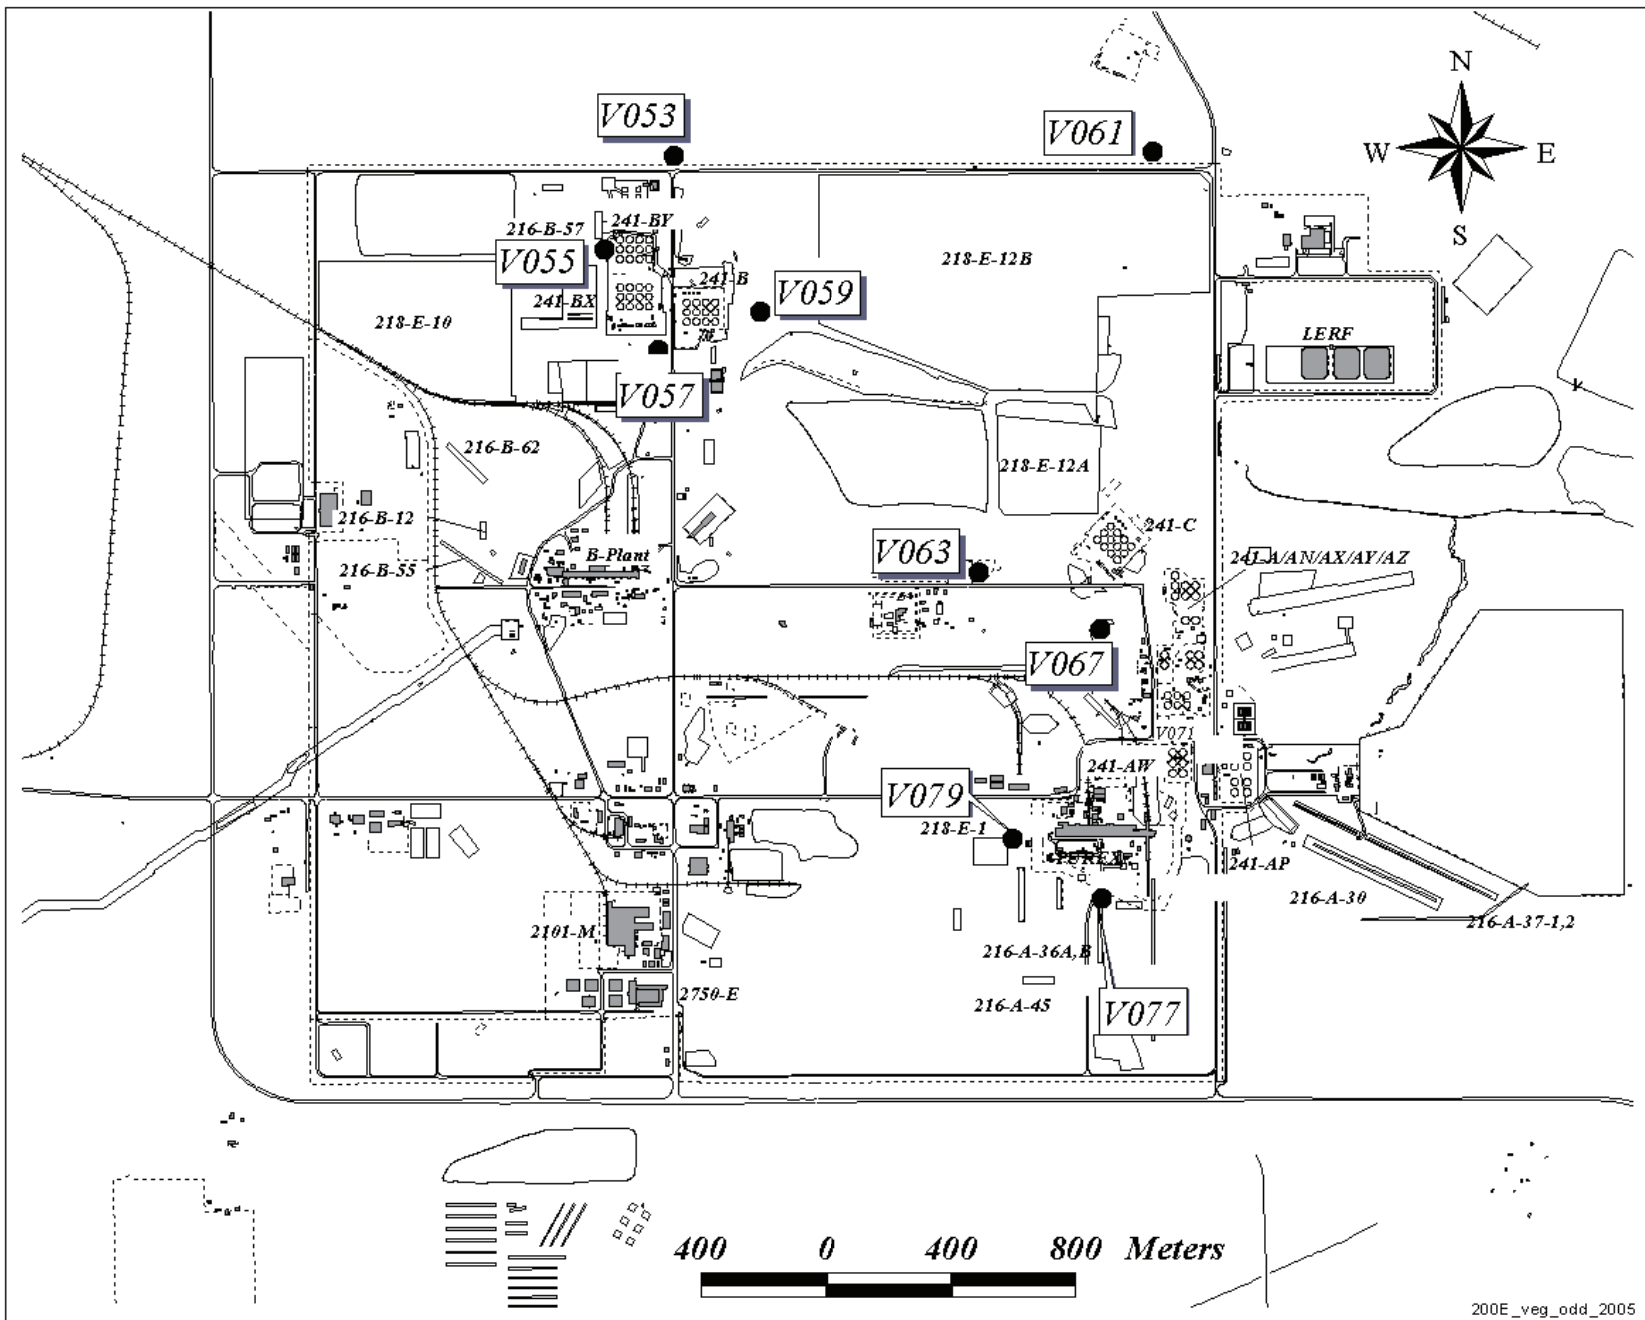 N
W E
S
V053
V061
216-B-57
241-BY
V055
241-B
V059
218-E-12B
241-BX
218-E-10
LERF
V057
216-B-62
218-E-12A
216-B-12
241-C
B-Plant
V063
216-B-55
241-A/AN/AX/AY/AZ
V067
V071
241-AW
V079
218-E-1
PUREX
241-AP
216-A-30
216-A-37-1,2
2101-M
216-A-36A,B
2750-E
216-A-45
V077
400 0 400 800 Meters
200E_veg_odd_2005